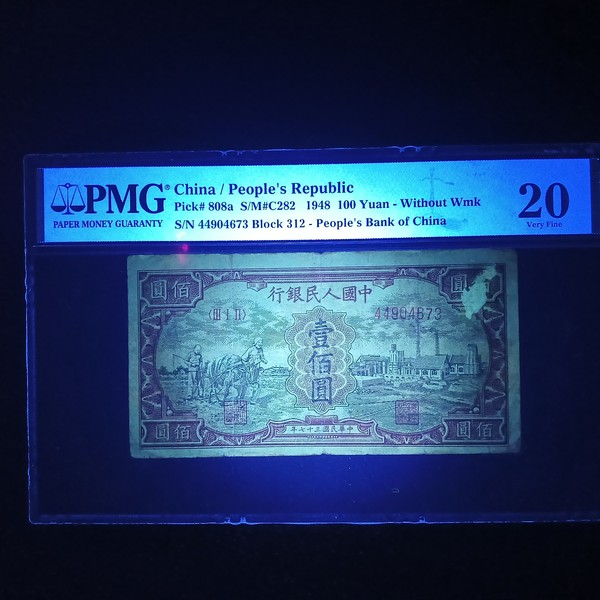 PMG®
PAPER MONEY GUARANTY
China / People's Republic
Pick# 808a S/M#C282 1948 100 Yuan - Without Wmk
S/N 44904673 Block 312 - People's Bank of China
20
Very Fine
圓佰
行銀民人國中
圓佰
44904673
壹佰圓
圓佰
年七十三國民華中
圓佰